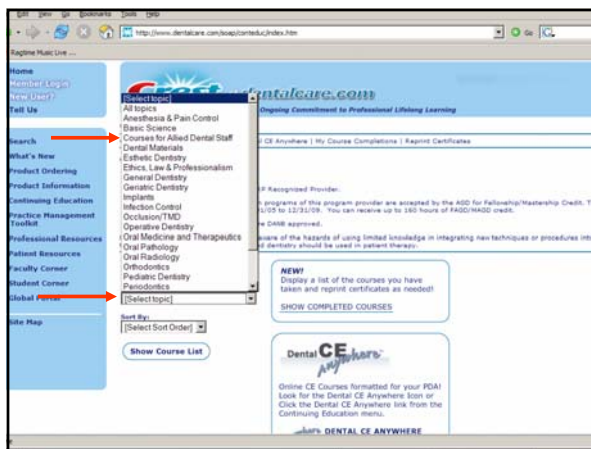 Edit View Go Bookmarks Tools Help
http://www.dentalcare.com/soap/conteduc/index.htm
Go
Ragtime Music Live ...
Home
Member Login
New User?
Tell Us
Search
What's New
Product Ordering
Product Information
Continuing Education
Practice Management
Toolkit
Professional Resources
Patient Resources
Faculty Corner
Student Corner
Global Portal
Site Map
Crest
dentalcare.com
Ongoing Commitment to Professional Lifelong Learning
[Select topic]
All topics
Anesthesia & Pain Control
Basic Science
Courses for Allied Dental Staff
Dental Materials
Esthetic Dentistry
Ethics, Law & Professionalism
General Dentistry
Geriatric Dentistry
Implants
Infection Control
Occlusion/TMD
Operative Dentistry
Oral Medicine and Therapeutics
Oral Pathology
Oral Radiology
Orthodontics
Pediatric Dentistry
Periodontics
[Select topic]
Sort By:
[Select Sort Order]
Show Course List
CE Anywhere | My Course Completions | Reprint Certificates
Recognized Provider.
programs of this program provider are accepted by the AGD for Fellowship/Mastership Credit. T
/05 to 12/31/09. You can receive up to 160 hours of FAGD/MAGD credit.
DANB approved.
aware of the hazards of using limited knowledge in integrating new techniques or procedures into
d dentistry should be used in patient therapy.
NEW!
Display a list of the courses you have
taken and reprint certificates as needed!
SHOW COMPLETED COURSES
Dental CE Anywhere
Online CE Courses formatted for your PDA!
Look for the Dental CE Anywhere Icon or
Click the Dental CE Anywhere link from the
Continuing Education menu.
DENTAL CE ANYWHERE